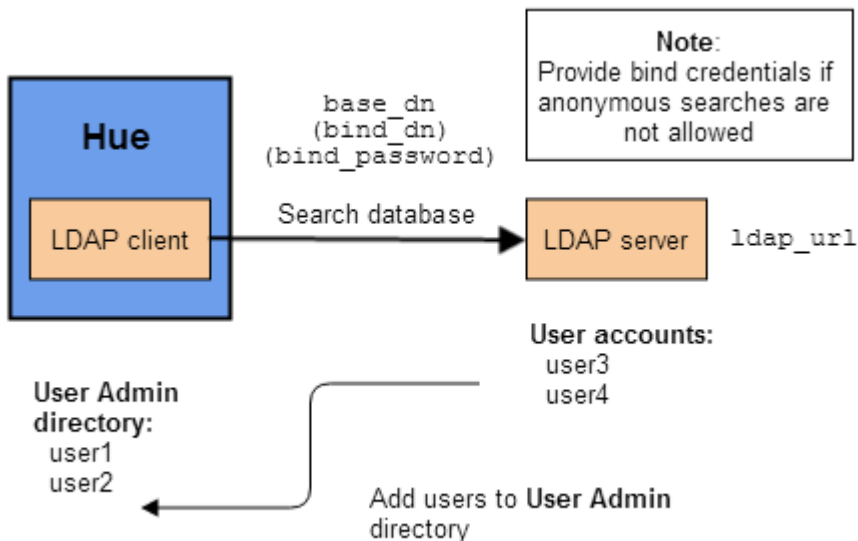 Note:
Provide bind credentials if
anonymous searches are
not allowed
Hue
base_dn
(bind_dn)
(bind_password)
LDAP client
Search database
LDAP server
ldap_url
User accounts:
user3
user4
User Admin
directory:
user1
user2
Add users to User Admin
directory